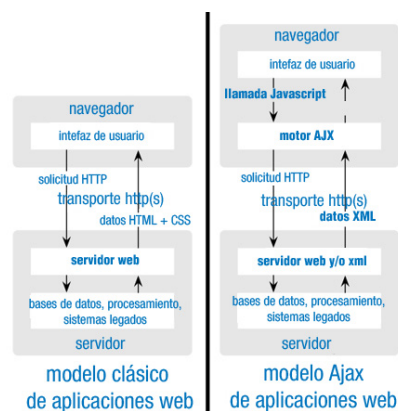 navegador
intefaz de usuario
solicitud HTTP
transporte http(s)
datos HTML + CSS
servidor web
bases de datos, procesamiento,
sistemas legados
servidor
modelo clásico
de aplicaciones web
navegador
intefaz de usuario
llamada Javascript
motor AJX
solicitud HTTP
transporte http(s)
datos XML
servidor web y/o xml
bases de datos, procesamiento,
sistemas legados
servidor
modelo Ajax
de aplicaciones web